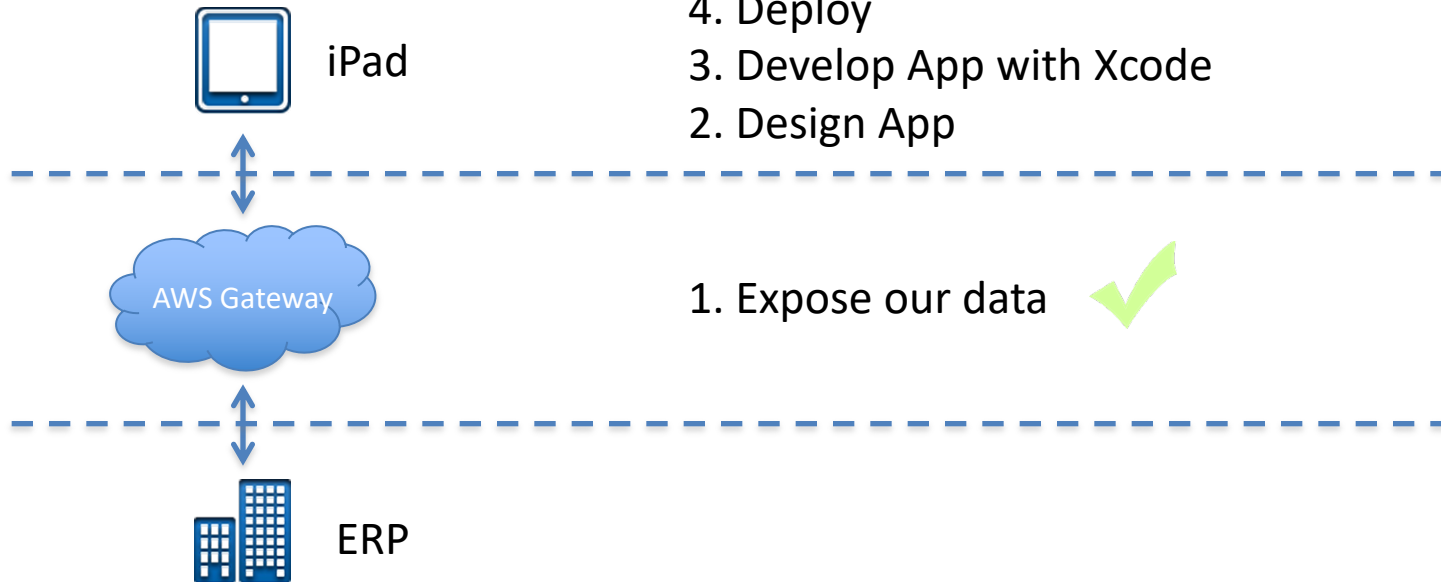 4. Deploy
iPad
3. Develop App with Xcode
2. Design App
AWS Gateway
1. Expose our data
ERP